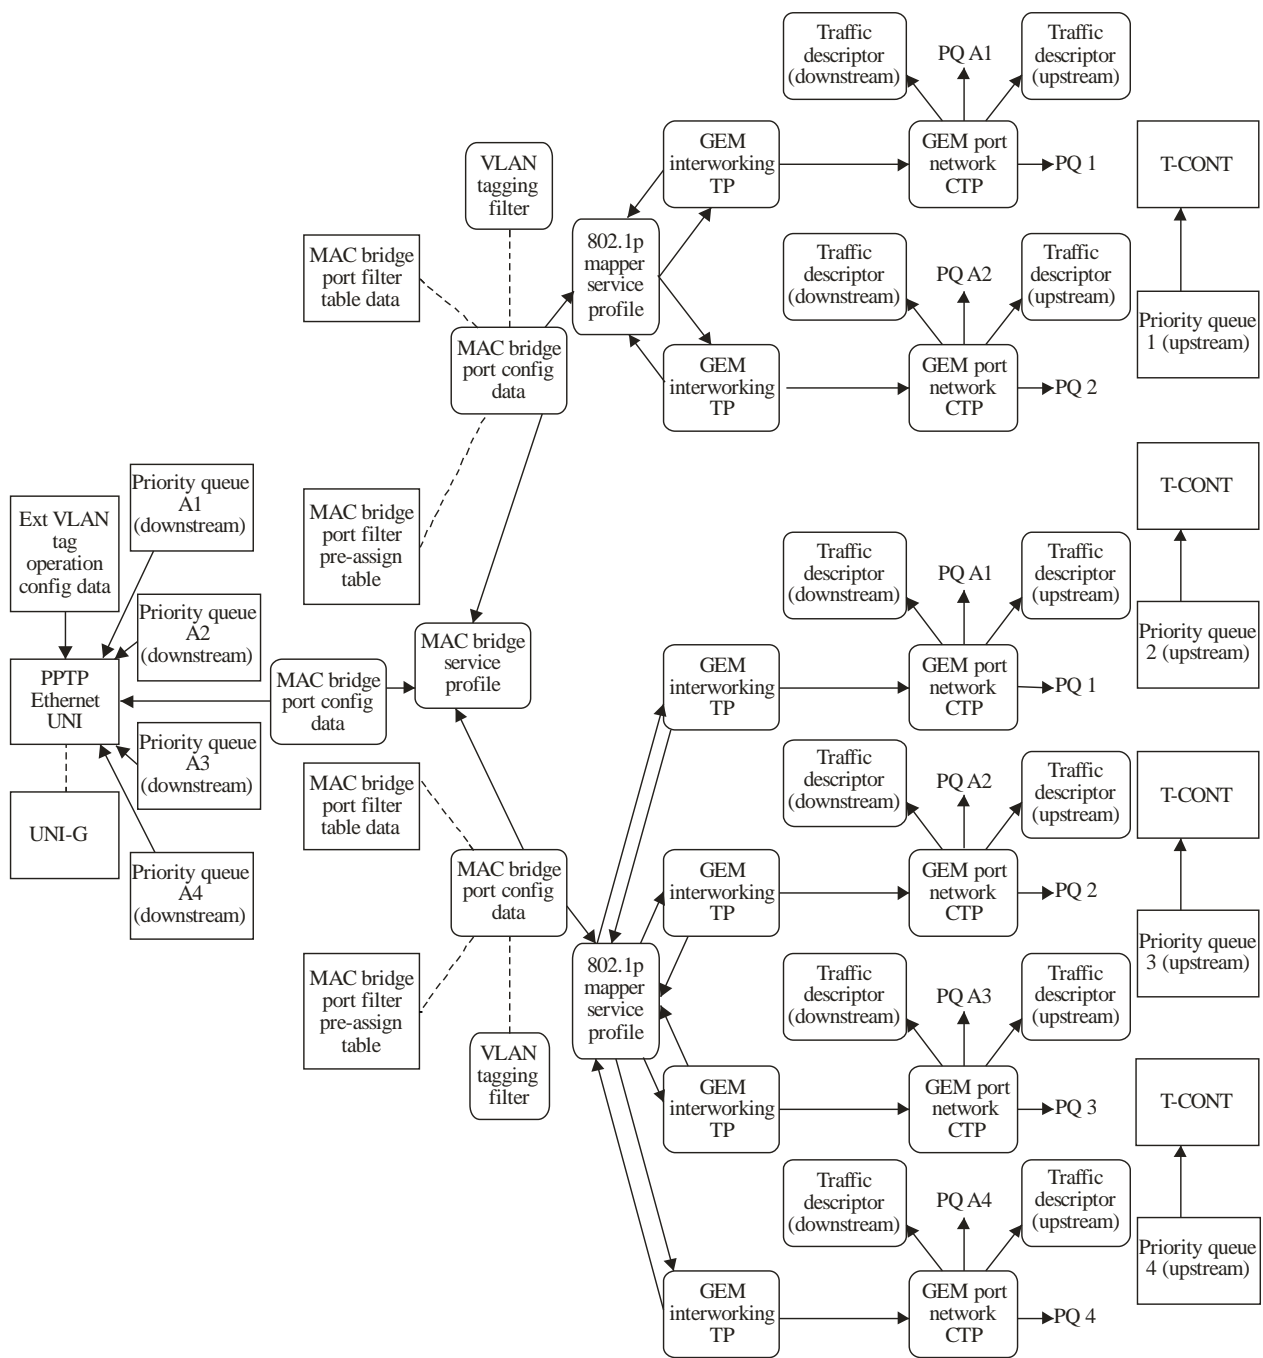 Traffic
descriptor
(downstream)
PQ A1
Traffic
descriptor
(upstream)
VLAN
tagging
filter
GEM
interworking
TP
GEM port
network
CTP
PQ 1
T-CONT
MAC bridge
port filter
table data
802.1p
mapper
service
profile
Traffic
descriptor
(downstream)
PQ A2
Traffic
descriptor
(upstream)
Priority queue
1 (upstream)
MAC bridge
port config
data
GEM
interworking
TP
GEM port
network
CTP
PQ 2
Ext VLAN
tag
operation
config data
Priority queue
A1
(downstream)
MAC bridge
port filter
pre-assign
table
T-CONT
Traffic
descriptor
(downstream)
PQ A1
Traffic
descriptor
(upstream)
Priority queue
A2
(downstream)
MAC bridge
service
profile
Priority queue
2 (upstream)
PPTP
Ethernet
UNI
MAC bridge
port config
data
GEM
interworking
TP
GEM port
network
CTP
PQ 1
Priority queue
A3
(downstream)
MAC bridge
port filter
table data
Traffic
descriptor
(downstream)
PQ A2
Traffic
descriptor
(upstream)
T-CONT
UNI-G
Priority queue
A4
(downstream)
MAC bridge
port config
data
GEM
interworking
TP
GEM port
network
CTP
PQ 2
Priority queue
3 (upstream)
MAC bridge
port filter
pre-assign
table
802.1p
mapper
service
profile
Traffic
descriptor
(downstream)
PQ A3
Traffic
descriptor
(upstream)
VLAN
tagging
filter
GEM
interworking
TP
GEM port
network
CTP
PQ 3
T-CONT
Traffic
descriptor
(downstream)
PQ A4
Traffic
descriptor
(upstream)
Priority queue
4 (upstream)
GEM
interworking
TP
GEM port
network
CTP
PQ 4